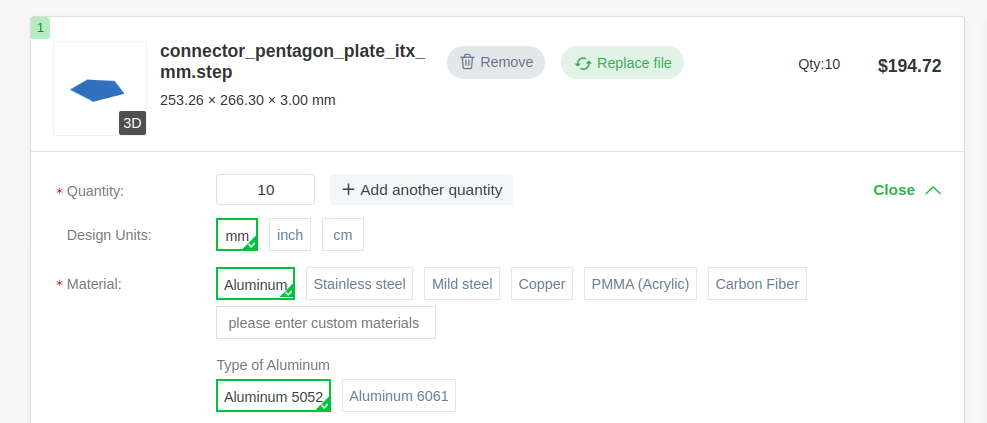 1
connector_pentagon_plate_itx_
mm.step
253.26 × 266.30 × 3.00 mm
3D
Remove
Replace file
Qty:10
$194.72
* Quantity:
10
+ Add another quantity
Close
Design Units:
mm
inch
cm
* Material:
Aluminum
Stainless steel
Mild steel
Copper
PMMA (Acrylic)
Carbon Fiber
please enter custom materials
Type of Aluminum
Aluminum 5052
Aluminum 6061